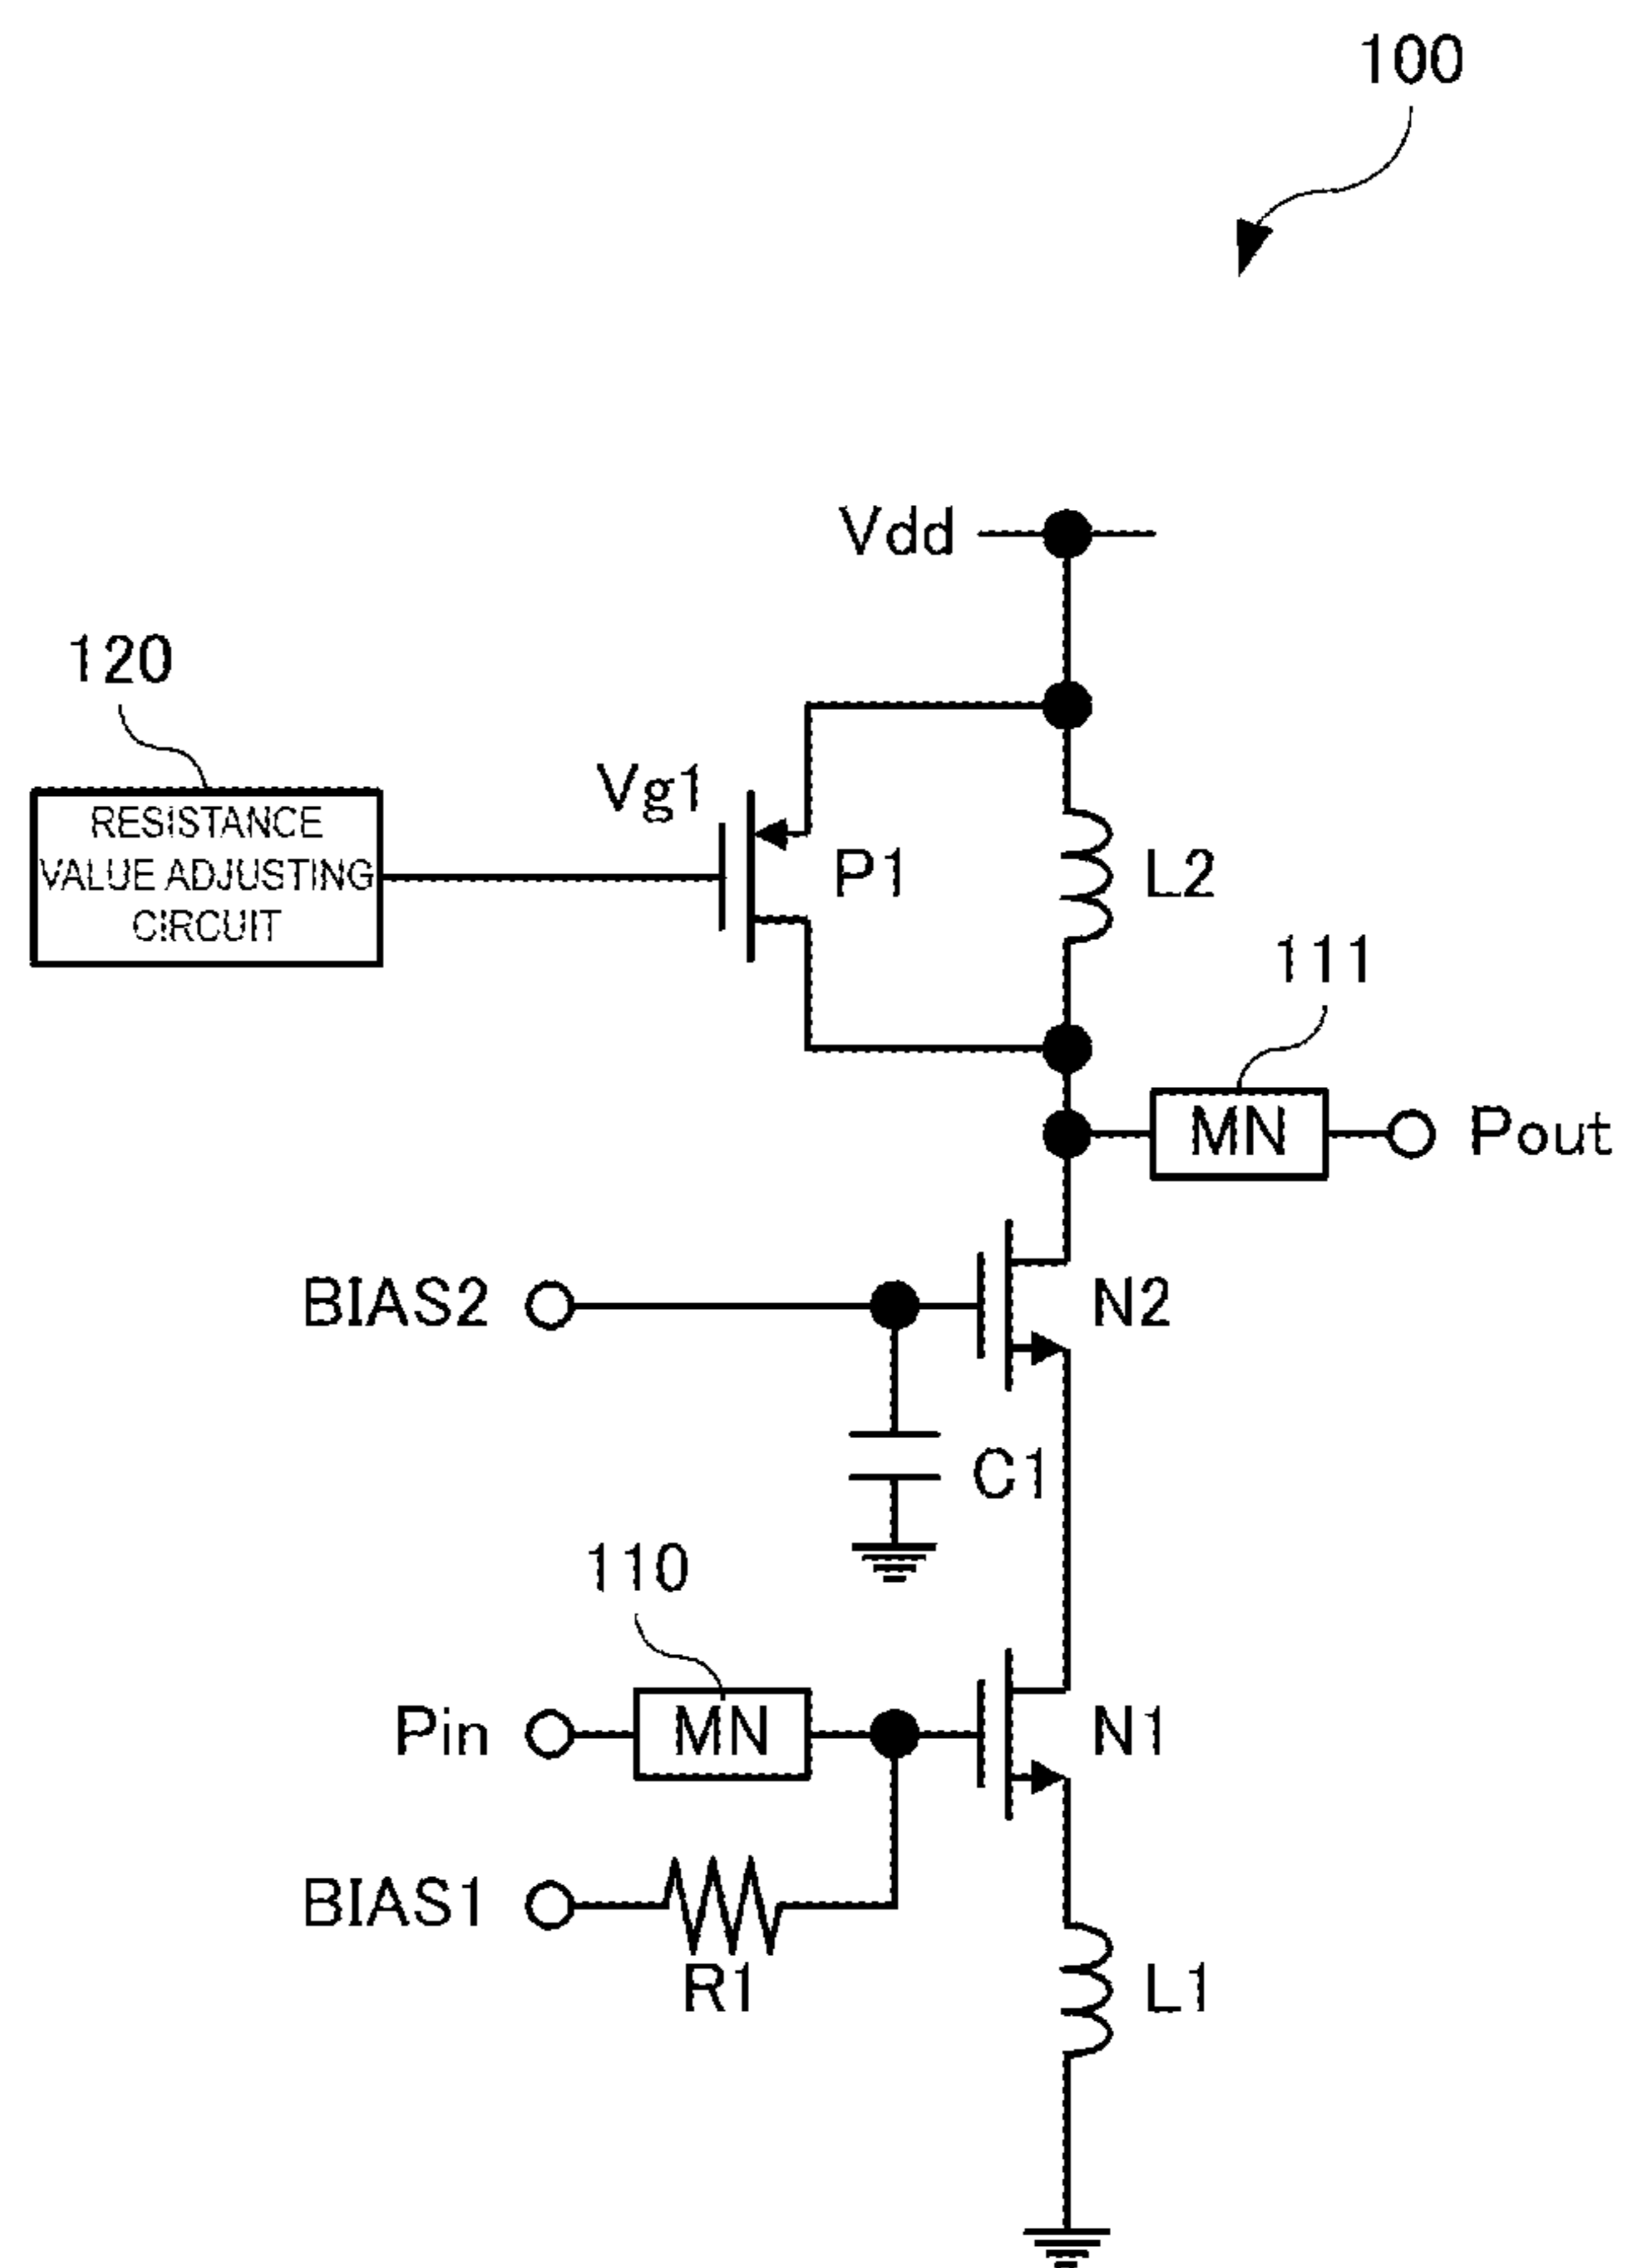 100
Vdd
120
Vg1
RESISTANCE
VALUE ADJUSTING
CIRCUIT
P1
L2
111
MN
Pout
BIAS2
N2
C1
110
Pin
MN
N1
BIAS1
R1
L1